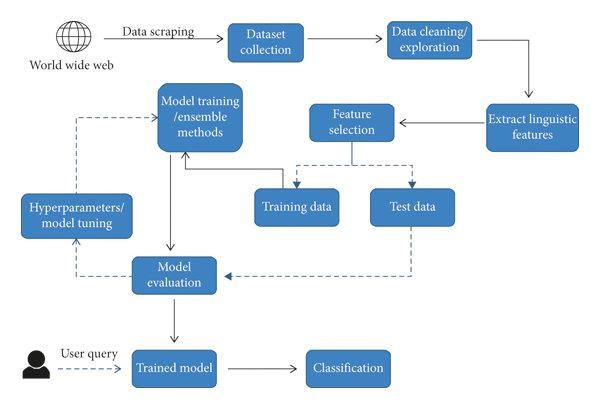 World wide web
Data scraping
Dataset
collection
Data cleaning/
exploration
Extract linguistic
features
Feature
selection
Model training
/ensemble
methods
Training data
Test data
Hyperparameters/
model tuning
Model
evaluation
User query
Trained model
Classification